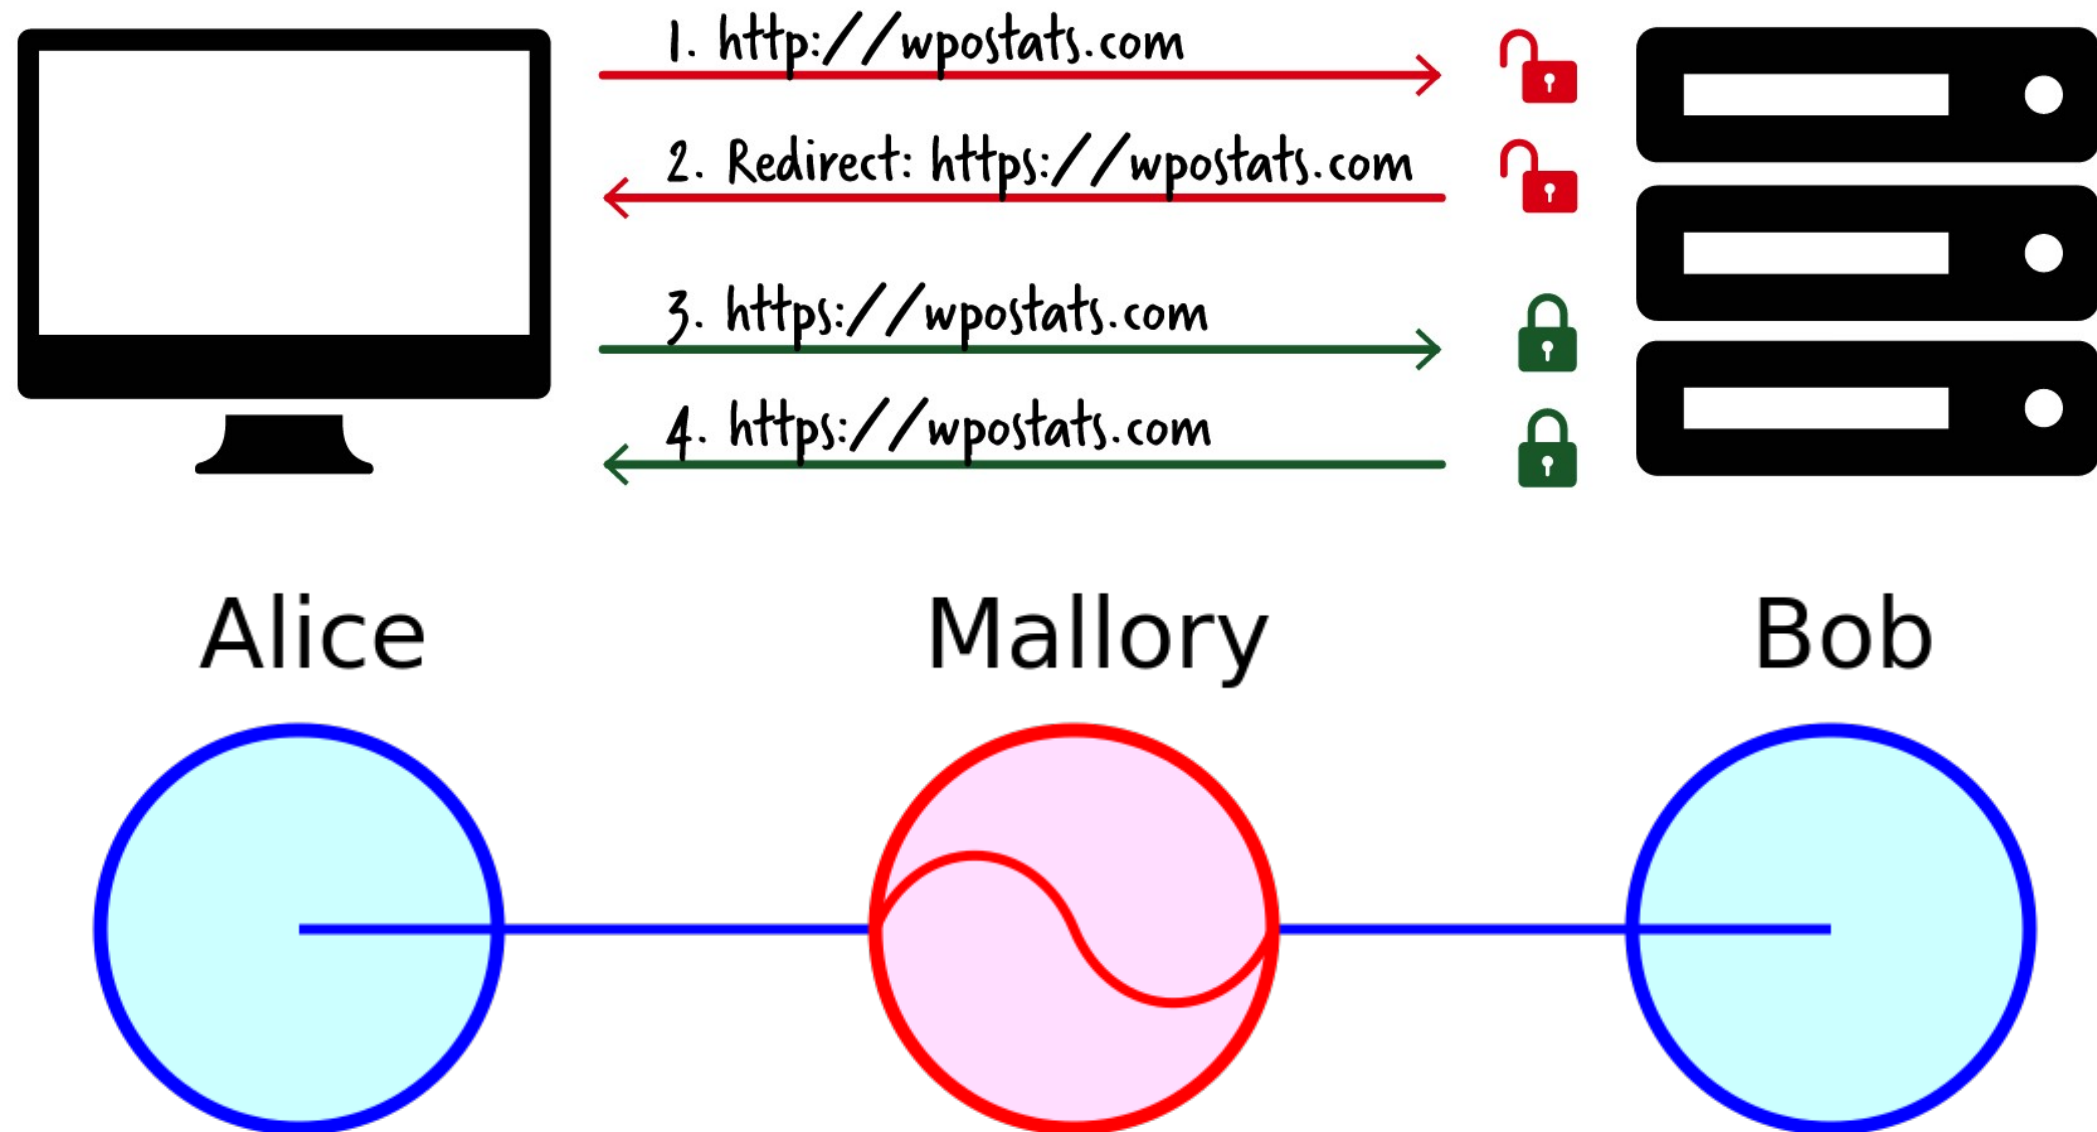 1. http://wpostats.com
2. Redirect: https://wpostats.com
3. https://wpostats.com
4. https://wpostats.com
Alice Mallory Bob